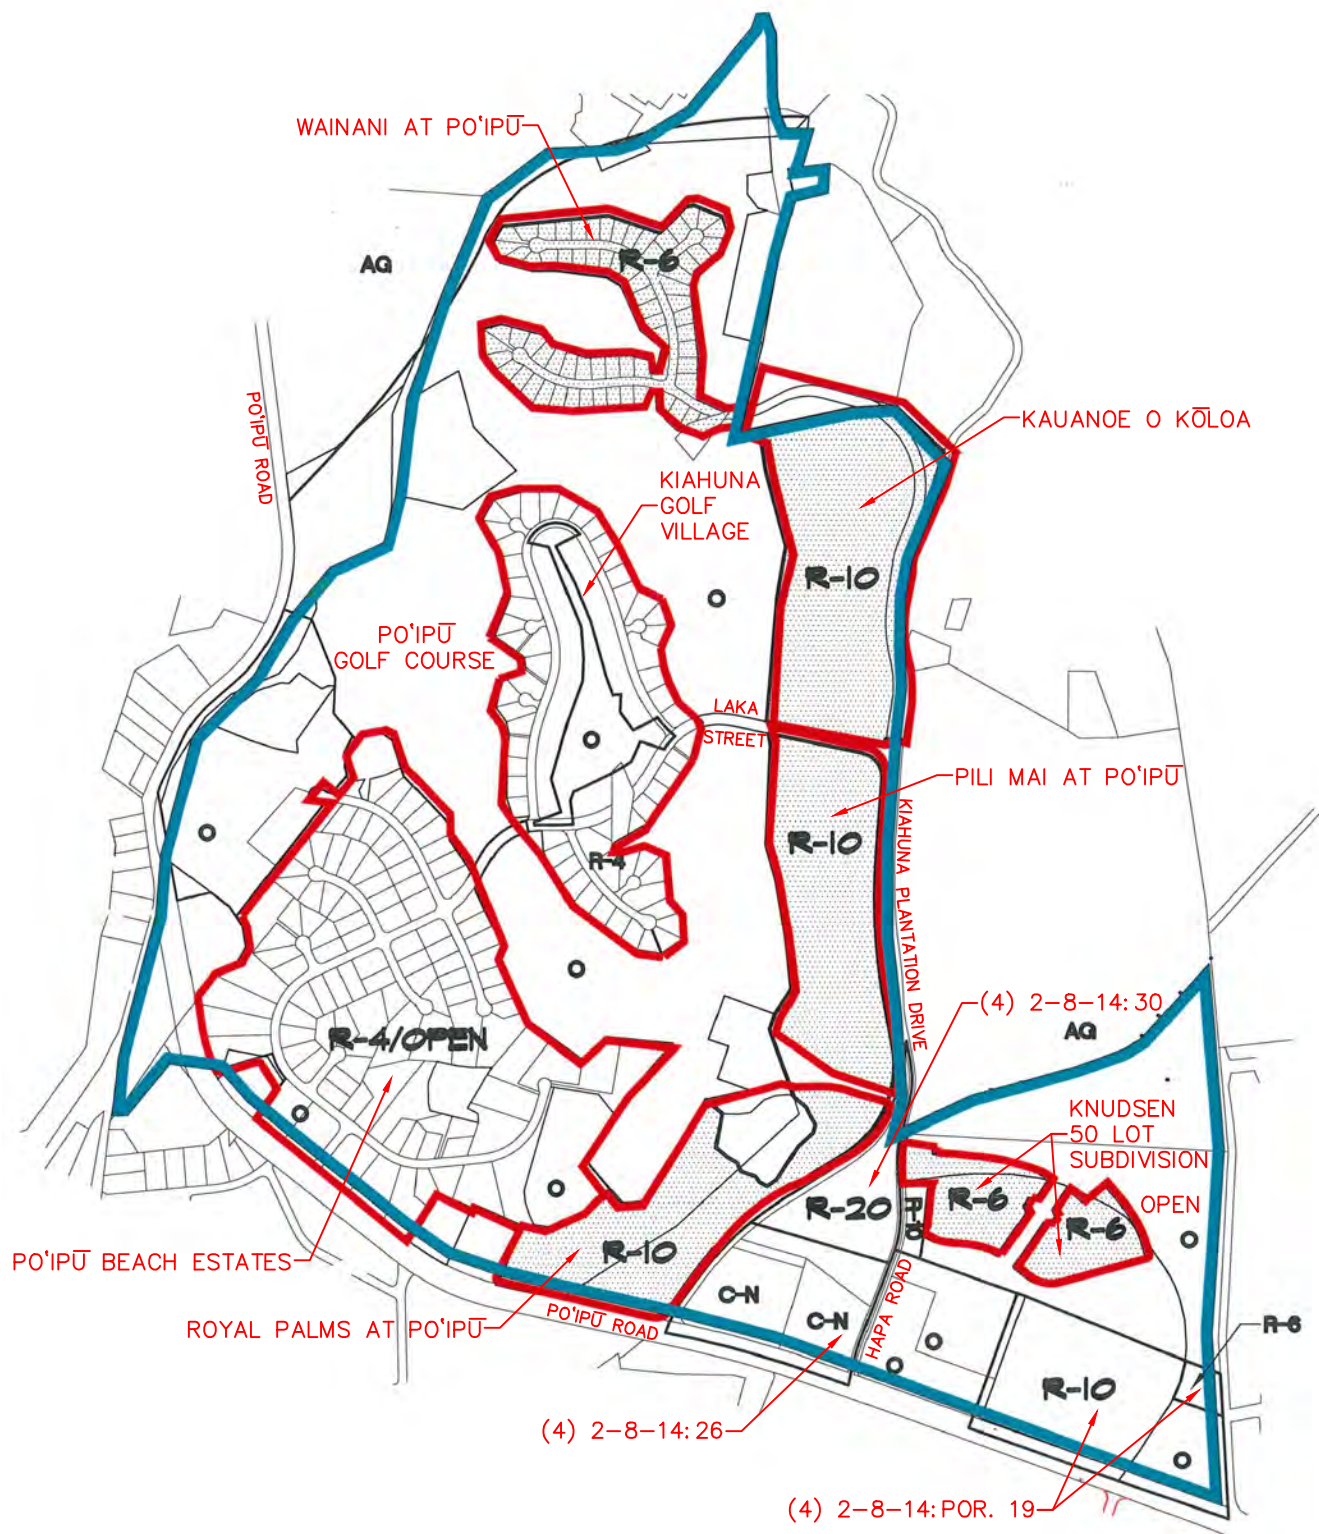 WAINANI AT PO'IPŪ
R-6
AG
PO'IPŪ ROAD
KAUANOE O KŌLOA
KIAHUNA
GOLF
VILLAGE
R-10
O
PO'IPŪ
GOLF COURSE
LAKA
STREET
O
PILI MAI AT PO'IPŪ
KIAHUNA PLANTATION DRIVE
O
R-10
R-4
O
(4) 2-8-14:30
AG
R-4/OPEN
O
KNUDSEN
50 LOT
SUBDIVISION
O
R-20
R-10
R-6
R-6
OPEN
O
R-10
PO'IPŪ BEACH ESTATES
C-N
C-N
HAPA ROAD
PO'IPŪ ROAD
ROYAL PALMS AT PO'IPŪ
O
O
R-6
R-10
(4) 2-8-14:26
O
(4) 2-8-14:POR. 19